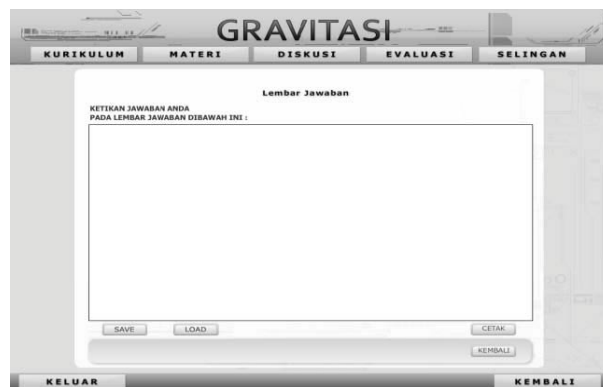 GRAVITASI
KURIKULUM MATERI DISKUSI EVALUASI SELINGAN
Lembar Jawaban
KETIKAN JAWABAN ANDA
PADA LEMBAR JAWABAN DIBAWAH INI :
SAVE LOAD CETAK
KEMBALI
KELUAR KEMBALI